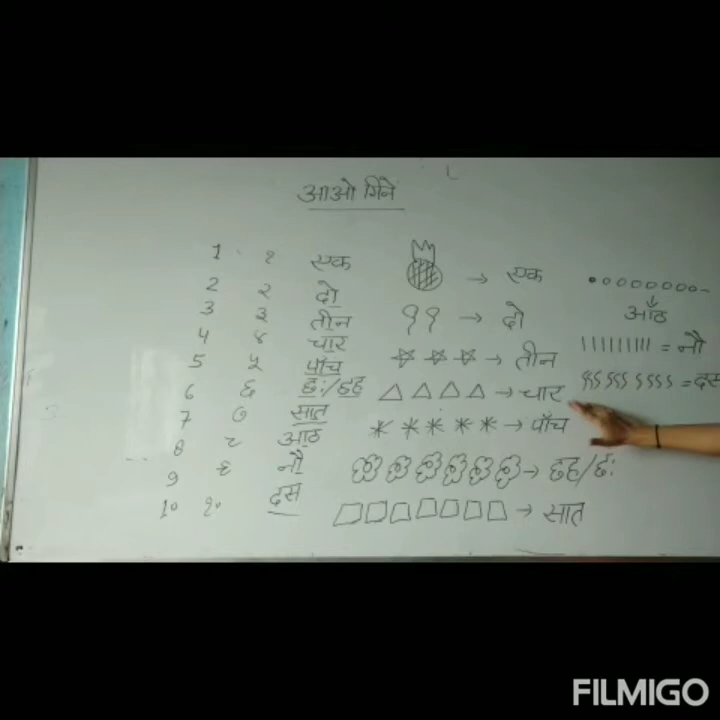 आओ गिने
1 १ एक
2 २ दो
3 ३ तीन
4 ४ चार
5 ५ पाँच
6 ६ छः/छह
7 ७ सात
8 ८ आठ
9 ९ नौ
10 १० दस
→ एक
→ दो
→ तीन
→ चार
→ पाँच
→ छह/छः
→ सात
आठ
= नौ
= दस
FILMIGO